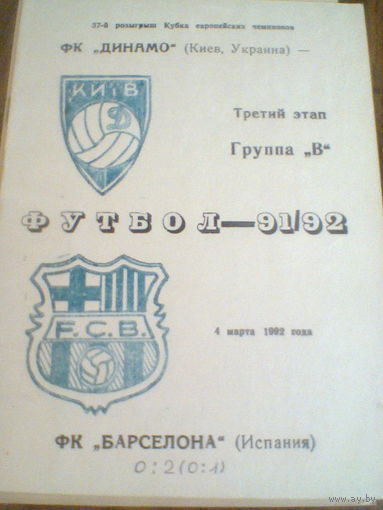 37-й розыгрыш Кубка европейских чемпионов
ФК „ДИНАМО“ (Киев, Украина) —
КИЇВ
Д
Третий этап
Группа „В“
ФУТБОЛ—91/92
F.C.B.
4 марта 1992 года
ФК „БАРСЕЛОНА“ (Испания)
0:2(0:1)
www.ay.by